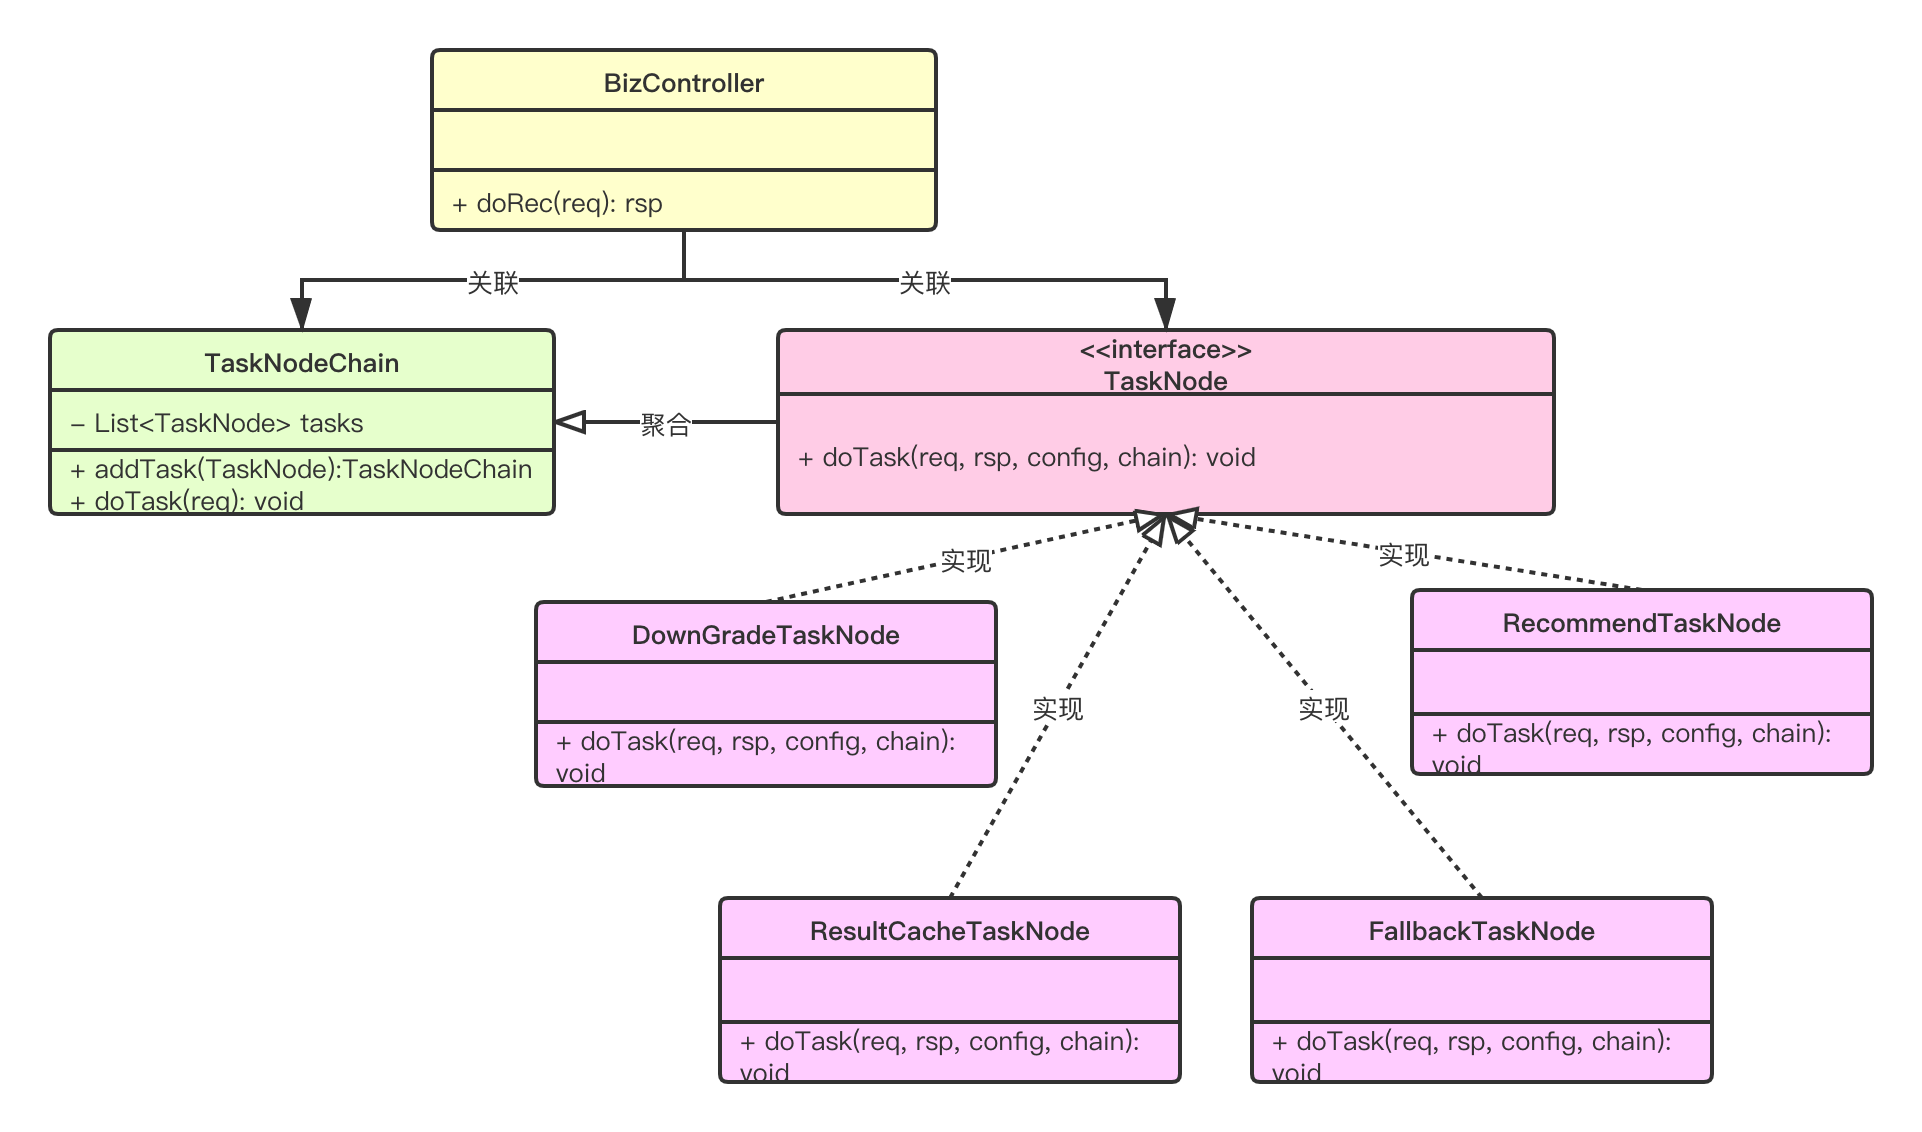 BizController
+ doRec(req): rsp
关联
关联
TaskNodeChain
- List<TaskNode> tasks
+ addTask(TaskNode):TaskNodeChain
+ doTask(req): void
聚合
<<interface>>
TaskNode
+ doTask(req, rsp, config, chain): void
实现
实现
DownGradeTaskNode
+ doTask(req, rsp, config, chain):
void
RecommendTaskNode
+ doTask(req, rsp, config, chain):
void
实现
实现
ResultCacheTaskNode
+ doTask(req, rsp, config, chain):
void
FallbackTaskNode
+ doTask(req, rsp, config, chain):
void